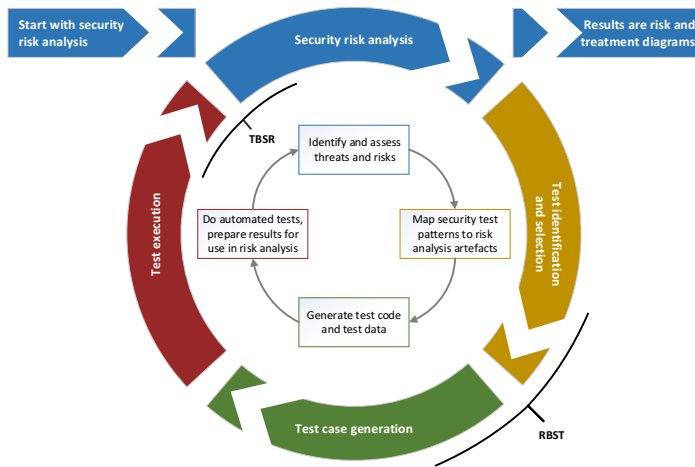 Start with security
risk analysis
Security risk analysis
Results are risk and
treatment diagrams
TBSR
Identify and assess
threats and risks
Test execution
Do automated tests,
prepare results for
use in risk analysis
Map security test
patterns to risk
analysis artefacts
Test identification
and selection
Generate test code
and test data
Test case generation
RBST